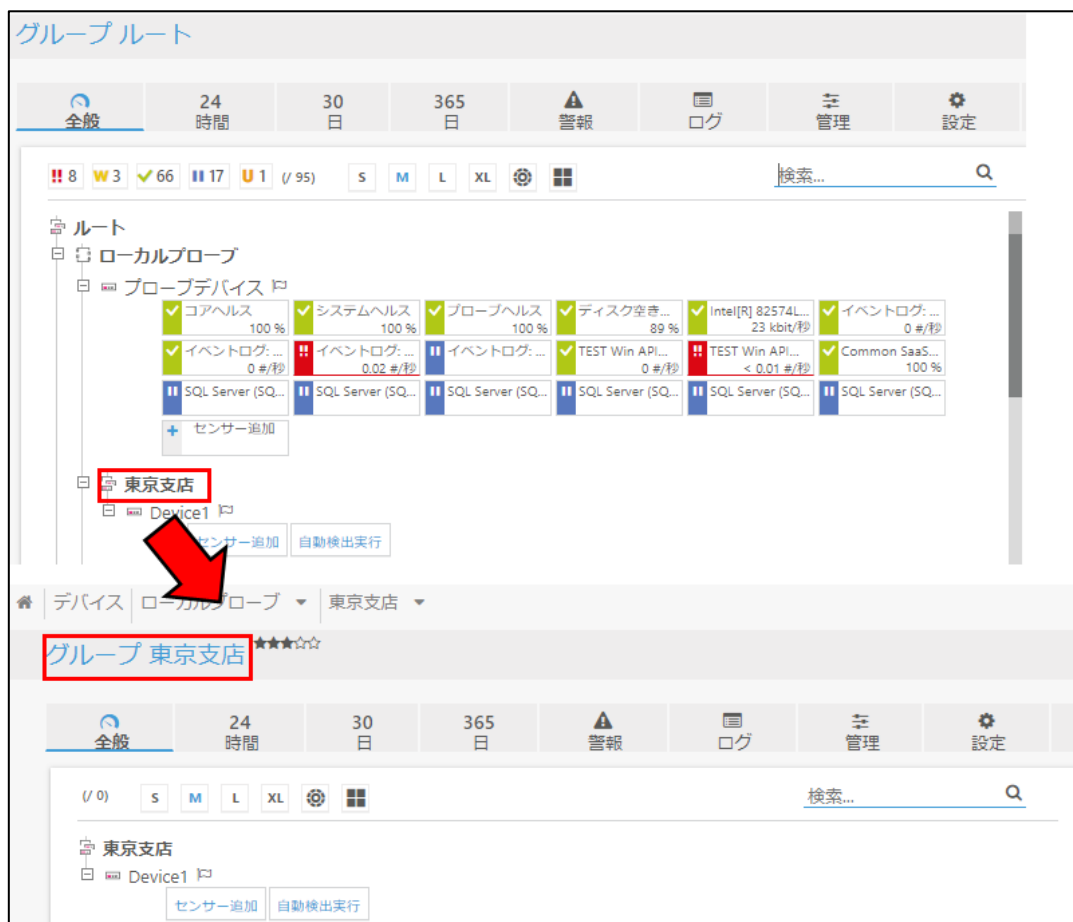 グループ ルート
全般 24 時間 30 日 365 日 警報 ログ 管理 設定
!! 8 W 3 66 17 U 1 (/ 95) S M L XL 検索...
ルート
ローカルプローブ
プローブデバイス
コアヘルス システムヘルス プローブヘルス ディスク空き... Intel[R] 82574L... イベントログ: ...
100 % 100 % 100 % 89 % 23 kbit/秒 0 #/秒
イベントログ: ... イベントログ: ... イベントログ: ... TEST Win API... TEST Win API... Common SaaS...
0 #/秒 0.02 #/秒 0 #/秒 < 0.01 #/秒 100 %
SQL Server (SQ... SQL Server (SQ... SQL Server (SQ... SQL Server (SQ... SQL Server (SQ... SQL Server (SQ...
+ センサー追加
東京支店
Device1
センサー追加 自動検出実行
デバイス ローカルプローブ 東京支店
グループ 東京支店 ★★★☆☆
全般 24 時間 30 日 365 日 警報 ログ 管理 設定
(/ 0) S M L XL 検索...
東京支店
Device1
センサー追加 自動検出実行